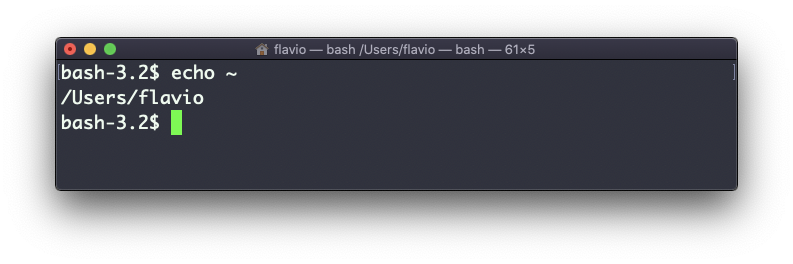 flavio — bash /Users/flavio — bash — 61×5
bash-3.2$ echo ~
/Users/flavio
bash-3.2$